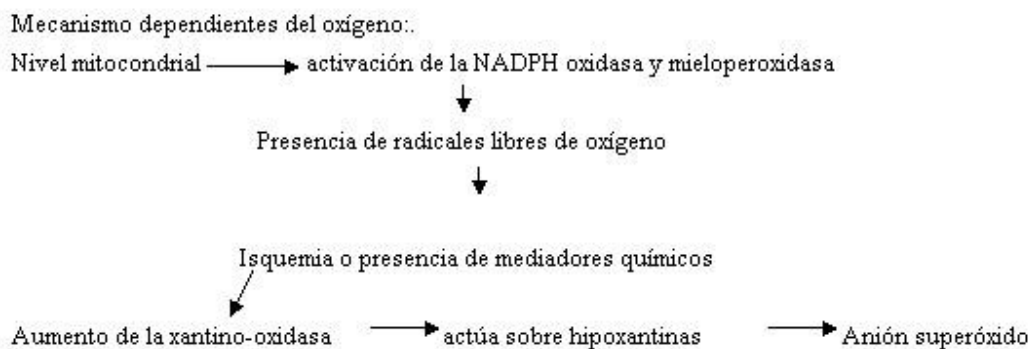 Mecanismo dependientes del oxígeno:.
Nivel mitocondrial activación de la NADPH oxidasa y mieloperoxidasa
Presencia de radicales libres de oxígeno
Isquemia o presencia de mediadores químicos
Aumento de la xantino-oxidasa actúa sobre hipoxantinas Anión superóxido